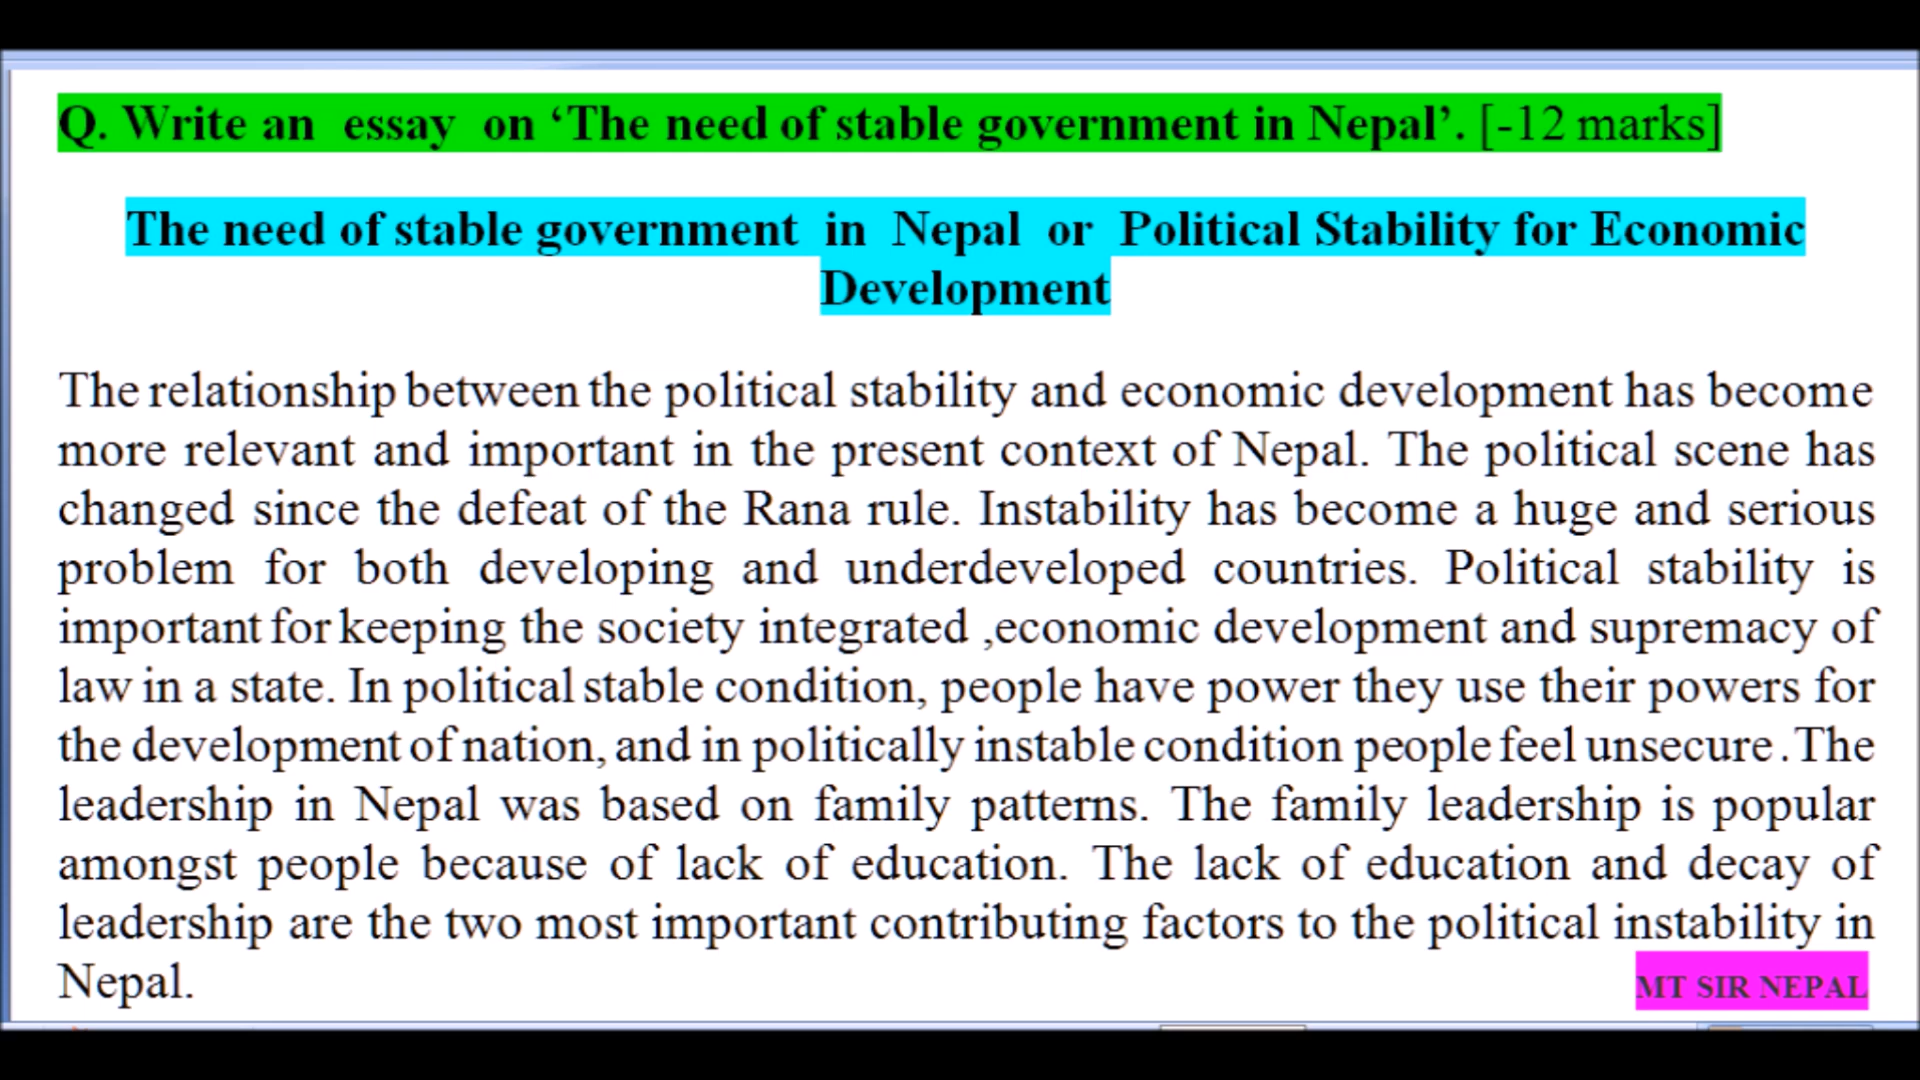 Q. Write an essay on ‘The need of stable government in Nepal’. [-12 marks]
The need of stable government in Nepal or Political Stability for Economic
Development
The relationship between the political stability and economic development has become
more relevant and important in the present context of Nepal. The political scene has
changed since the defeat of the Rana rule. Instability has become a huge and serious
problem for both developing and underdeveloped countries. Political stability is
important for keeping the society integrated ,economic development and supremacy of
law in a state. In political stable condition, people have power they use their powers for
the development of nation, and in politically instable condition people feel unsecure . The
leadership in Nepal was based on family patterns. The family leadership is popular
amongst people because of lack of education. The lack of education and decay of
leadership are the two most important contributing factors to the political instability in
Nepal.
MT SIR NEPAL